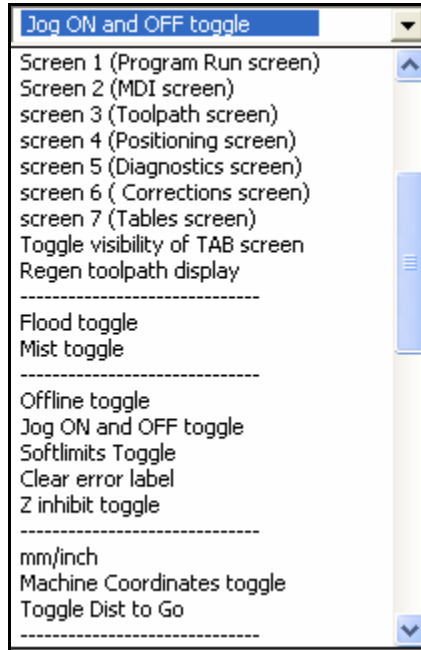 Jog ON and OFF toggle
Screen 1 (Program Run screen)
Screen 2 (MDI screen)
screen 3 (Toolpath screen)
screen 4 (Positioning screen)
screen 5 (Diagnostics screen)
screen 6 ( Corrections screen)
screen 7 (Tables screen)
Toggle visibility of TAB screen
Regen toolpath display
------------------------------
Flood toggle
Mist toggle
------------------------------
Offline toggle
Jog ON and OFF toggle
Softlimits Toggle
Clear error label
Z inhibit toggle
------------------------------
mm/inch
Machine Coordinates toggle
Toggle Dist to Go
------------------------------